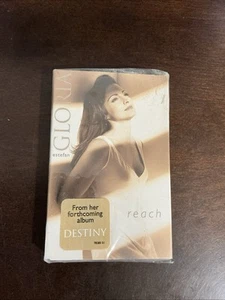 GLORIA
estefan
reach
From her
forthcoming
album
DESTINY